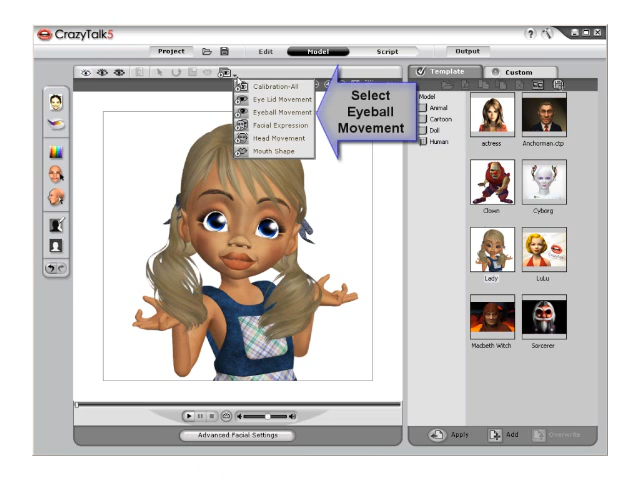 CrazyTalk5
Project
Edit
Model
Script
Output
Calibration-All
Eye Lid Movement
Eyeball Movement
Facial Expression
Head Movement
Mouth Shape
Select
Eyeball
Movement
Template
Custom
Model
Animal
Cartoon
Doll
Human
actress
Anchorman.ctp
Clown
Cyborg
Lady
LuLu
Macbeth Witch
Sorcerer
Advanced Facial Settings
Apply
Add
Overwrite